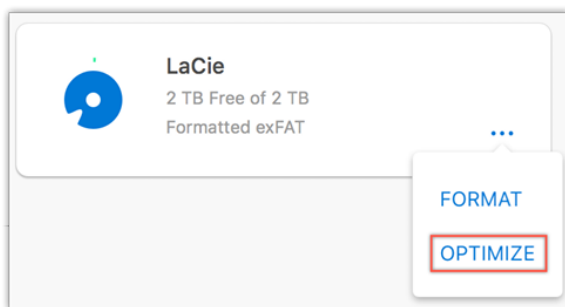 LaCie
2 TB Free of 2 TB
Formatted exFAT
...
FORMAT
OPTIMIZE